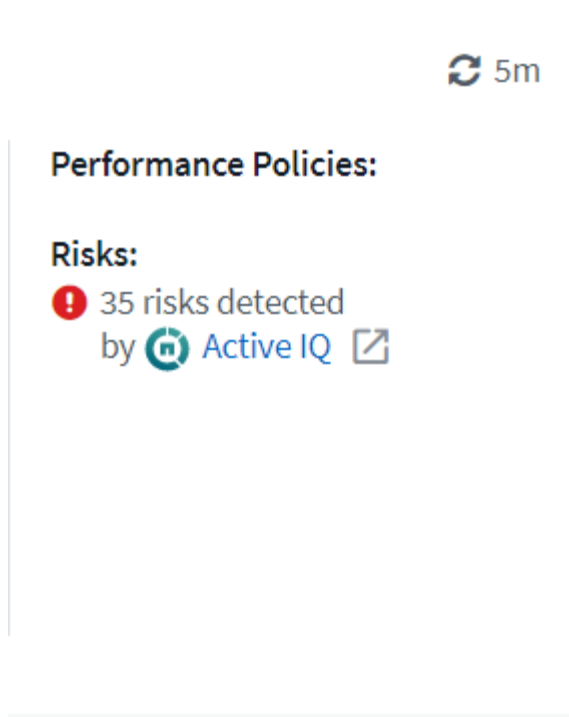 5m
Performance Policies:
Risks:
35 risks detected
by Active IQ